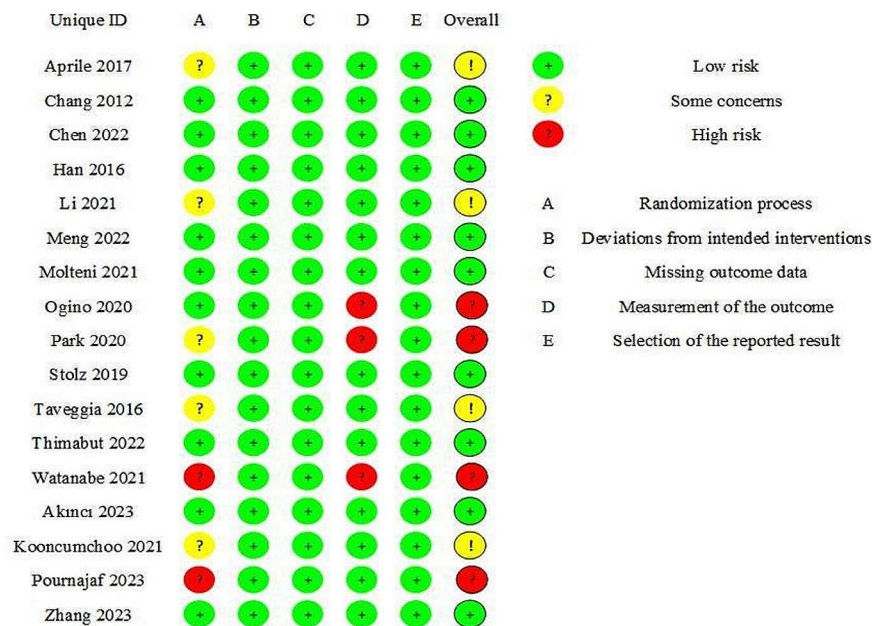 Unique ID A B C D E Overall
Aprile 2017 ? + + + + ! + Low risk
Chang 2012 + + + + + + ? Some concerns
Chen 2022 + + + + + + ? High risk
Han 2016 + + + + + +
Li 2021 ? + + + + ! A Randomization process
Meng 2022 + + + + + + B Deviations from intended interventions
Molteni 2021 + + + + + + C Missing outcome data
Ogino 2020 + + + ? + ? D Measurement of the outcome
Park 2020 ? + + ? + ? E Selection of the reported result
Stolz 2019 + + + + + +
Taveggia 2016 ? + + + + !
Thimabut 2022 + + + + + +
Watanabe 2021 ? + + ? + ?
Akıncı 2023 + + + + + +
Kooncumchoo 2021 ? + + + + !
Pournajaf 2023 ? + + + + ?
Zhang 2023 + + + + + +